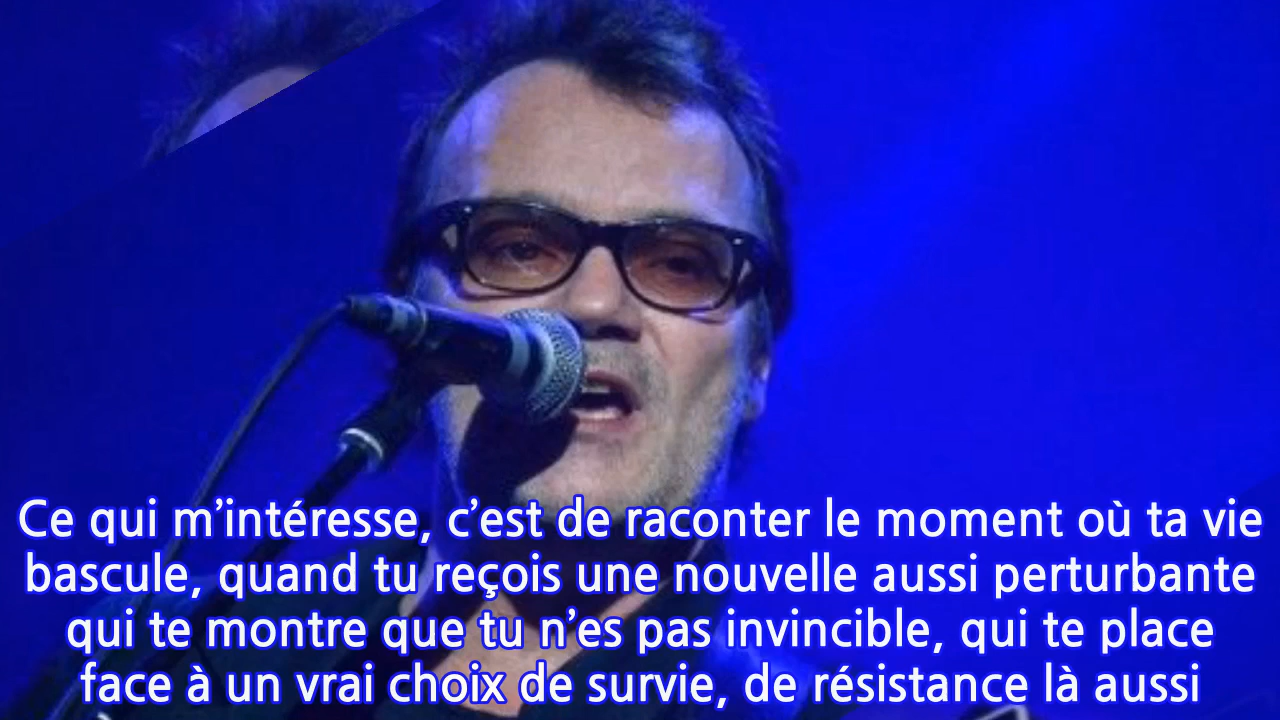 Ce qui m’intéresse, c’est de raconter le moment où ta vie
bascule, quand tu reçois une nouvelle aussi perturbante
qui te montre que tu n’es pas invincible, qui te place
face à un vrai choix de survie, de résistance là aussi